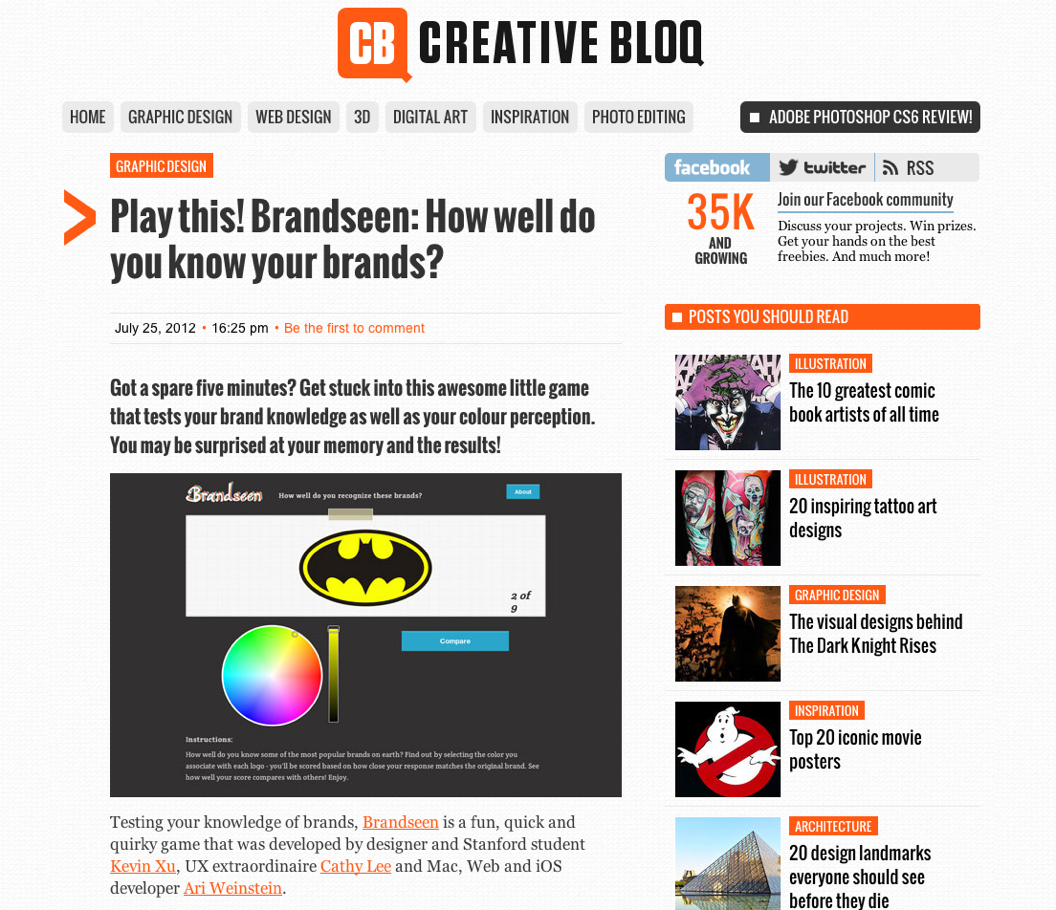 CB CREATIVE BLOQ
HOME GRAPHIC DESIGN WEB DESIGN 3D DIGITAL ART INSPIRATION PHOTO EDITING ADOBE PHOTOSHOP CS6 REVIEW!
GRAPHIC DESIGN
Play this! Brandseen: How well do
you know your brands?
July 25, 2012 • 16:25 pm • Be the first to comment
Got a spare five minutes? Get stuck into this awesome little game
that tests your brand knowledge as well as your colour perception.
You may be surprised at your memory and the results!
Brandseen How well do you recognize these brands? About
2 of
9
Compare
Instructions:
How well do you know some of the most popular brands on earth? Find out by selecting the color you
associate with each logo - you'll be scored based on how close your response matches the original brand. See
how well your score compares with others! Enjoy.
Testing your knowledge of brands, Brandseen is a fun, quick and
quirky game that was developed by designer and Stanford student
Kevin Xu, UX extraordinaire Cathy Lee and Mac, Web and iOS
developer Ari Weinstein.
facebook twitter RSS
35K
AND
GROWING
Join our Facebook community
Discuss your projects. Win prizes.
Get your hands on the best
freebies. And much more!
POSTS YOU SHOULD READ
ILLUSTRATION
The 10 greatest comic
book artists of all time
ILLUSTRATION
20 inspiring tattoo art
designs
GRAPHIC DESIGN
The visual designs behind
The Dark Knight Rises
INSPIRATION
Top 20 iconic movie
posters
ARCHITECTURE
20 design landmarks
everyone should see
before they die